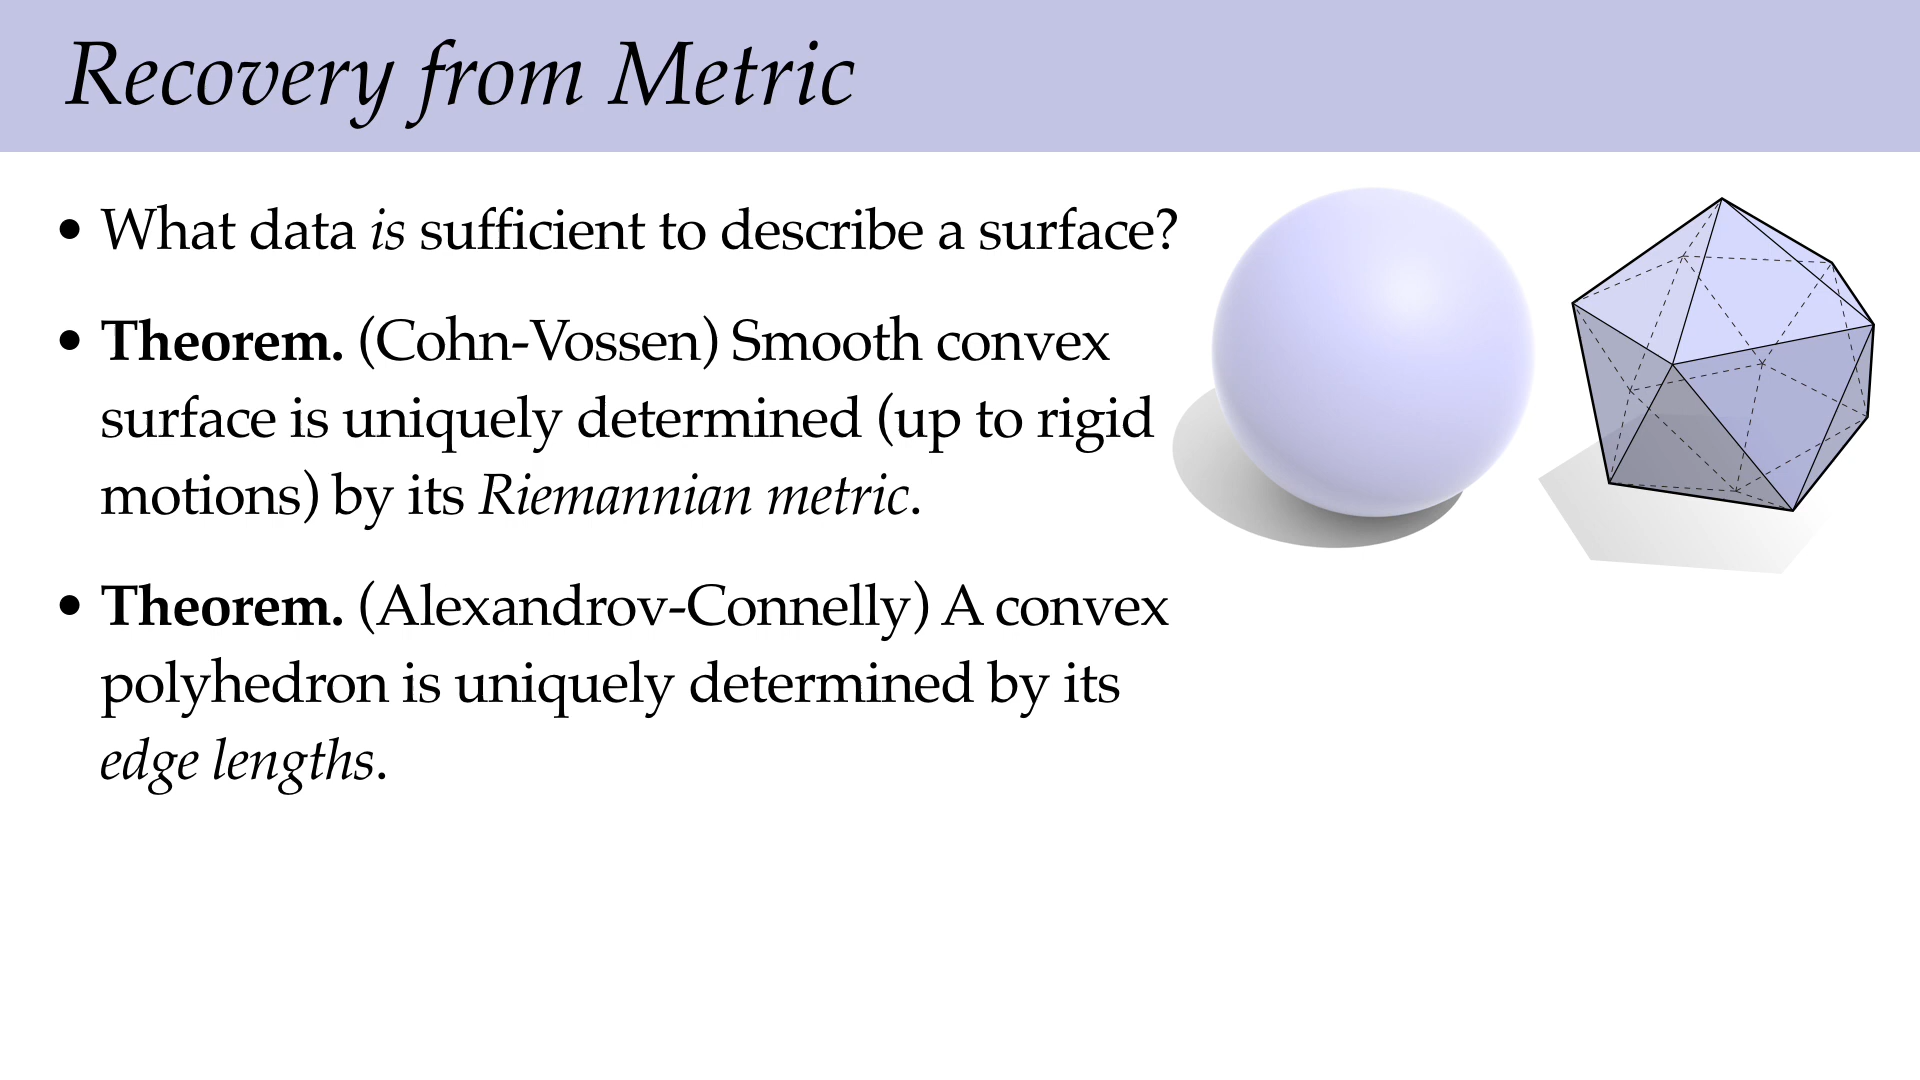 Recovery from Metric
• What data is sufficient to describe a surface?
• Theorem. (Cohn-Vossen) Smooth convex
surface is uniquely determined (up to rigid
motions) by its Riemannian metric.
• Theorem. (Alexandrov-Connelly) A convex
polyhedron is uniquely determined by its
edge lengths.